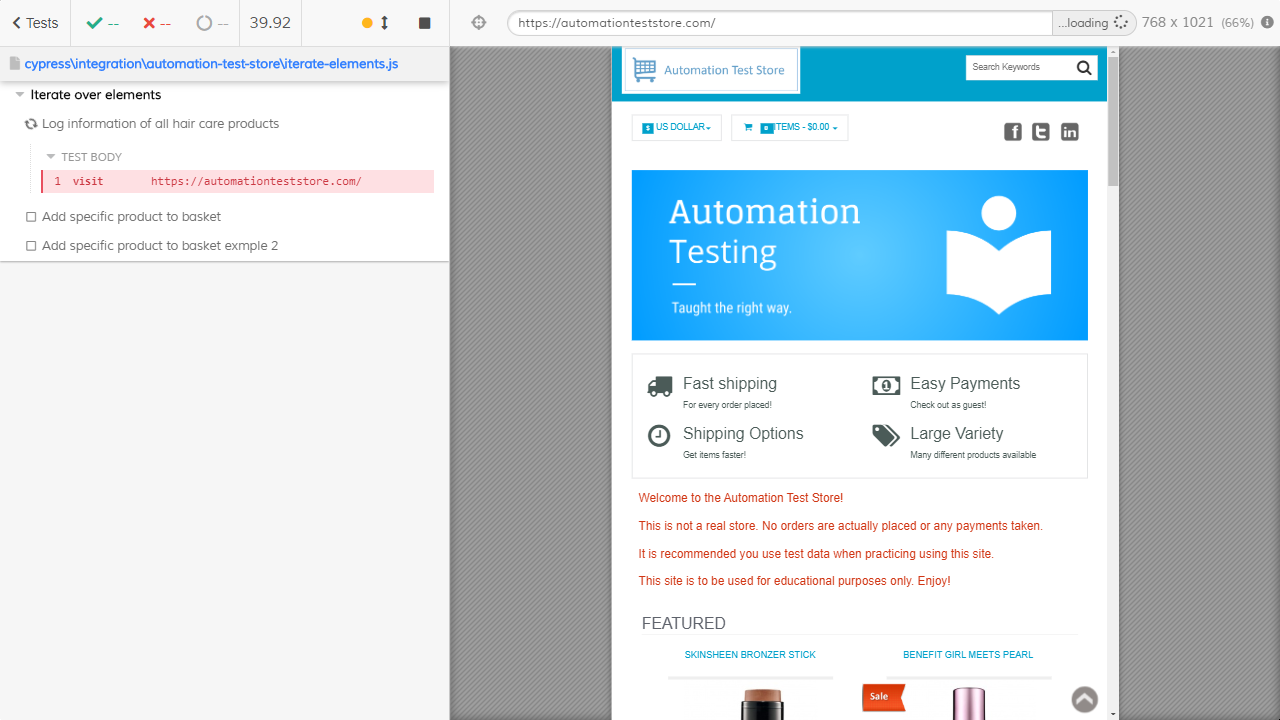 Tests -- -- -- 39.92
https://automationteststore.com/ ...loading 768 x 1021 (66%)
cypress\integration\automation-test-store\iterate-elements.js
Iterate over elements
Log information of all hair care products
TEST BODY
1 visit https://automationteststore.com/
Add specific product to basket
Add specific product to basket exmple 2
Automation Test Store
Search Keywords
$ US DOLLAR
0 ITEMS - $0.00
Automation
Testing
Taught the right way.
Fast shipping
For every order placed!
Easy Payments
Check out as guest!
Shipping Options
Get items faster!
Large Variety
Many different products available
Welcome to the Automation Test Store!
This is not a real store. No orders are actually placed or any payments taken.
It is recommended you use test data when practicing using this site.
This site is to be used for educational purposes only. Enjoy!
FEATURED
SKINSHEEN BRONZER STICK
BENEFIT GIRL MEETS PEARL
Sale